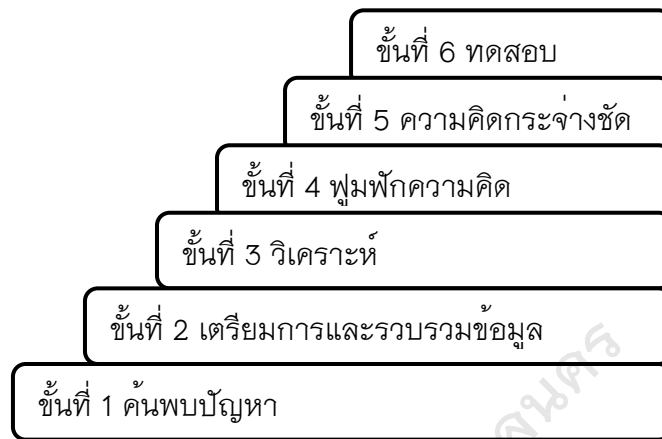 ขั้นที่ 6 ทดสอบ
ขั้นที่ 5 ความคิดกระจ่างชัด
ขั้นที่ 4 ฟูมฟักความคิด
ขั้นที่ 3 วิเคราะห์
ขั้นที่ 2 เตรียมการและรวบรวมข้อมูล
ขั้นที่ 1 ค้นพบปัญหา